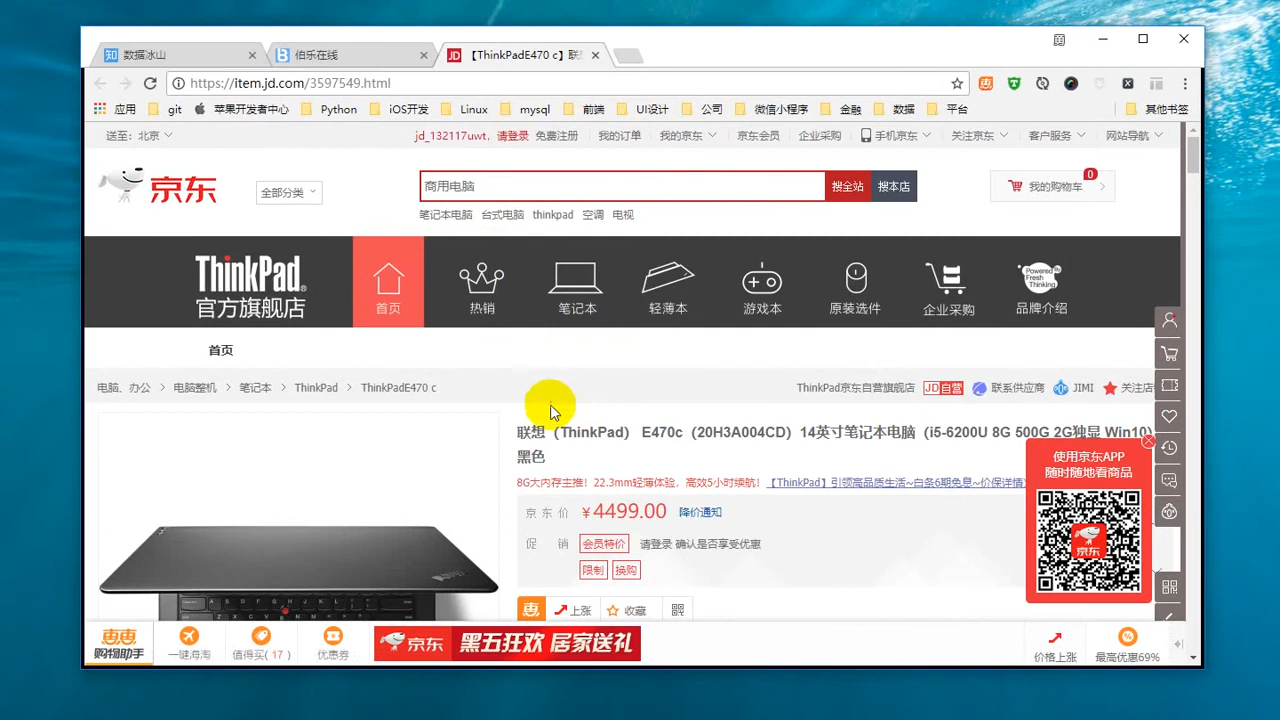 数据冰山
伯乐在线
【ThinkPadE470 c】联
https://item.jd.com/3597549.html
应用 git 苹果开发者中心 Python iOS开发 Linux mysql 前端 UI设计 公司 微信小程序 金融 数据 平台 其他书签
送至: 北京 jd_132117uwt, 请登录 免费注册 我的订单 我的京东 京东会员 企业采购 手机京东 关注京东 客户服务 网站导航
京东
全部分类
商用电脑
搜全站
搜本店
我的购物车
0
笔记本电脑 台式电脑 thinkpad 空调 电视
ThinkPad
官方旗舰店
首页
热销
笔记本
轻薄本
游戏本
原装选件
企业采购
Powered Fresh Thinking
品牌介绍
首页
电脑、办公 > 电脑整机 > 笔记本 > ThinkPad > ThinkPadE470 c
ThinkPad京东自营旗舰店 JD自营 联系供应商 JIMI 关注店
联想（ThinkPad） E470c（20H3A004CD）14英寸笔记本电脑（i5-6200U 8G 500G 2G独显 Win10）
黑色
8G大内存主推！22.3mm轻薄体验，高效5小时续航！【ThinkPad】引领高品质生活~白条6期免息~价保详情
京 东 价 ￥4499.00 降价通知
促 销 会员特价 请登录 确认是否享受优惠
限制 换购
使用京东APP
随时随地看商品
京东
惠 上涨 收藏
惠惠
购物助手
一键海淘
值得买( 17 )
优惠券
京东 黑五狂欢 居家送礼
价格上涨
最高优惠69%